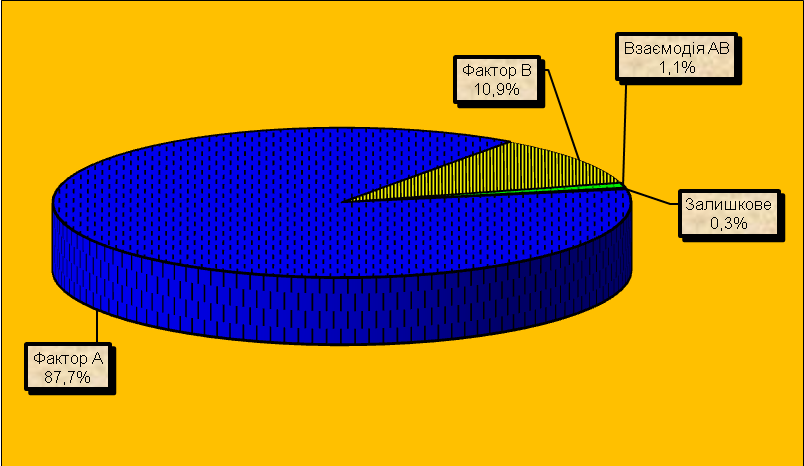 Взаємодія АВ
1,1%
Фактор В
10,9%
Залишкове
0,3%
Фактор А
87,7%